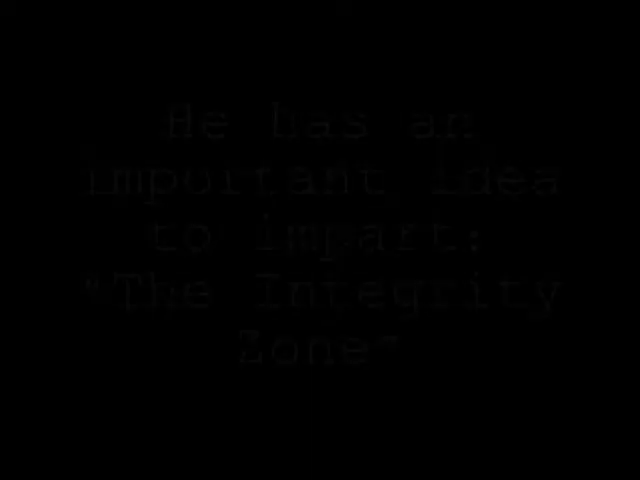 He has an
important idea
to impart:
"The Integrity
Zone"